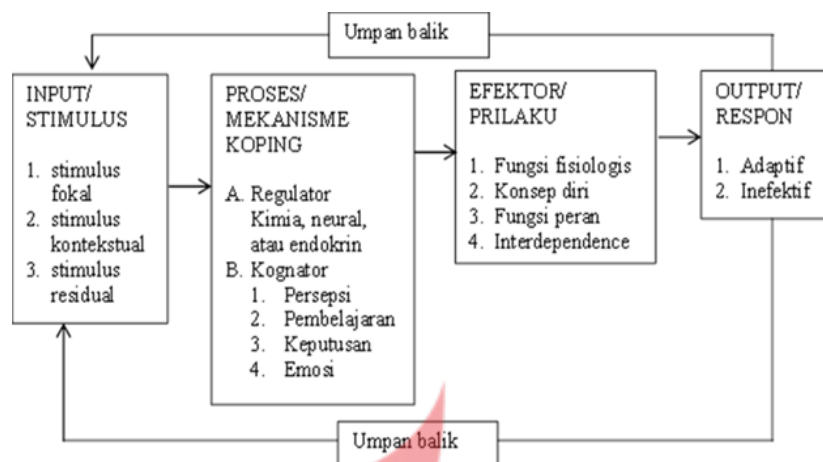 Umpan balik
INPUT/
STIMULUS
1. stimulus
fokal
2. stimulus
kontekstual
3. stimulus
residual
PROSES/
MEKANISME
KOPING
A. Regulator
Kimia, neural,
atau endokrin
B. Kognator
1. Persepsi
2. Pembelajaran
3. Keputusan
4. Emosi
EFEKTOR/
PRILAKU
1. Fungsi fisiologis
2. Konsep diri
3. Fungsi peran
4. Interdependence
OUTPUT/
RESPON
1. Adaptif
2. Inefektif
Umpan balik